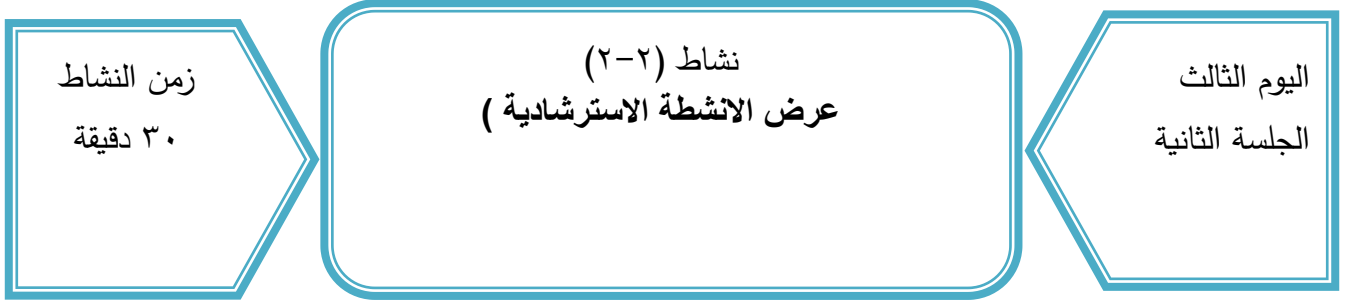 اليوم الثالث
الجلسة الثانية
نشاط (٢-٢)
عرض الانشطة الاسترشادية )
زمن النشاط
٣٠ دقيقة